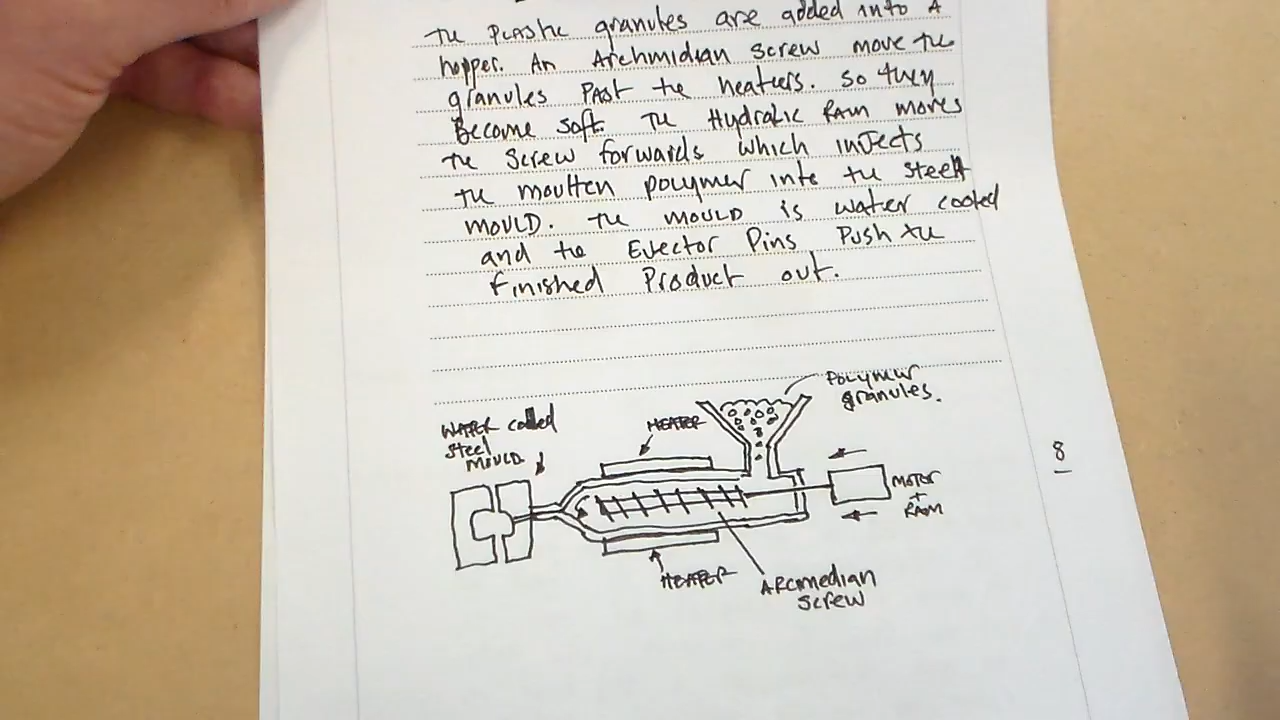 The Plastic granules are added into A
hopper. An Archmidian screw move the
granules Past the heaters. so they
Become soft. The Hydralic Ram moves
the screw forwards which injects
the moulten polymer into the steel
mould. The mould is water cooled
and the Ejector Pins Push the
finished Product out.
Polymer
granules.
WATER cooled
steel
Mould
HEATER
8
MOTOR
+
RAM
HEATER
ARCmedian
screw